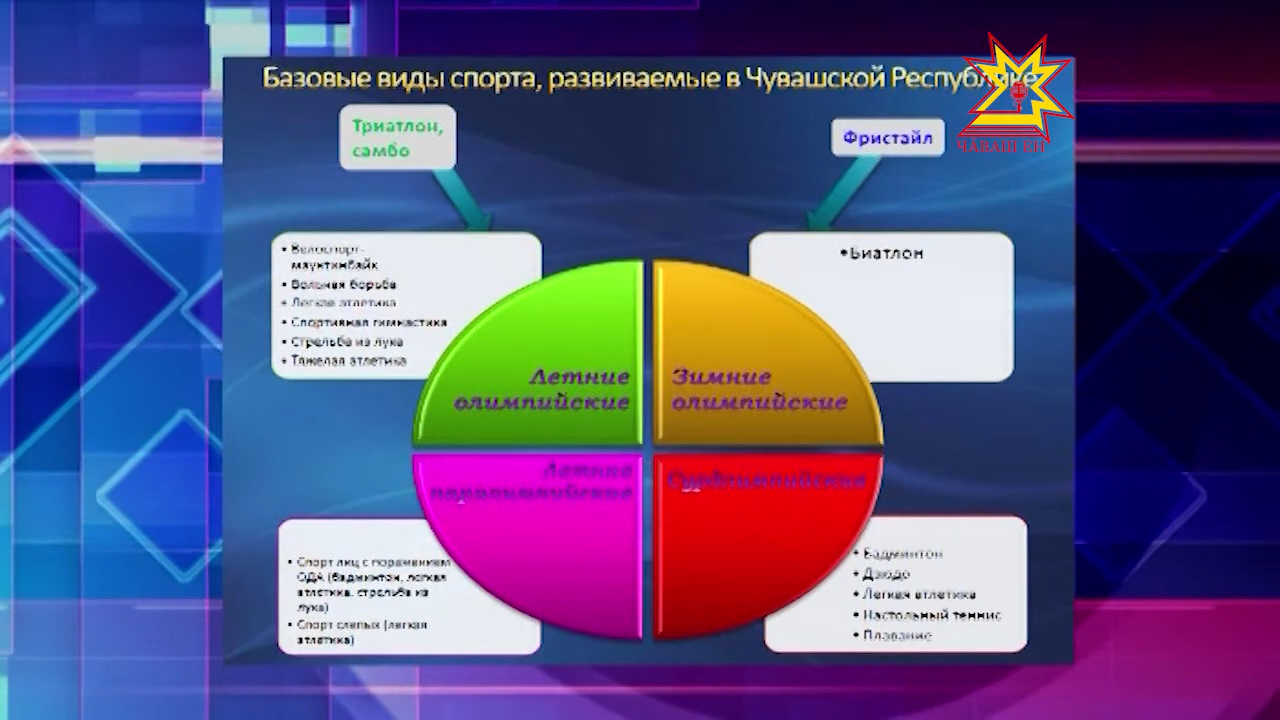 Базовые виды спорта, развиваемые в Чувашской Республике
ЧӐВАШ ЕН
Триатлон,
самбо
Фристайл
• Велоспорт-
маунтинбайк
• Вольная борьба
• Легкая атлетика
• Спортивная гимнастика
• Стрельба из лука
• Тяжелая атлетика
•Биатлон
Летние
олимпийские
Зимние
олимпийские
Летние
паралимпийские
Сурдлимпийские
• Спорт лиц с поражением
ОДА (бадминтон, легкая
атлетика, стрельба из
лука)
• Спорт слепых (легкая
атлетика)
• Бадминтон
• Дзюдо
• Легкая атлетика
• Настольный теннис
• Плавание